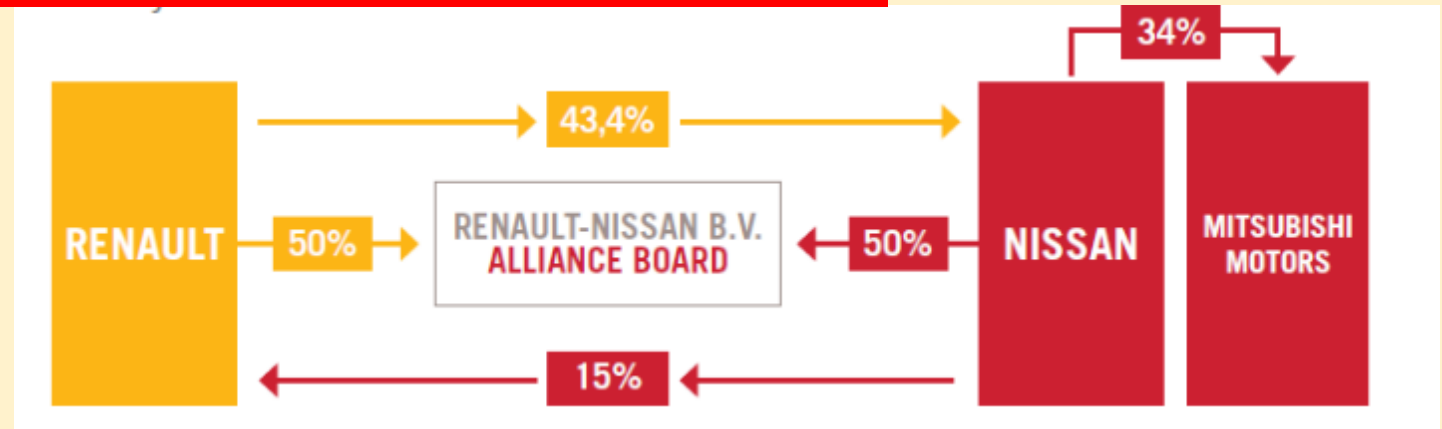 34%
43,4%
RENAULT
50%
RENAULT-NISSAN B.V.
ALLIANCE BOARD
50%
NISSAN
MITSUBISHI
MOTORS
15%